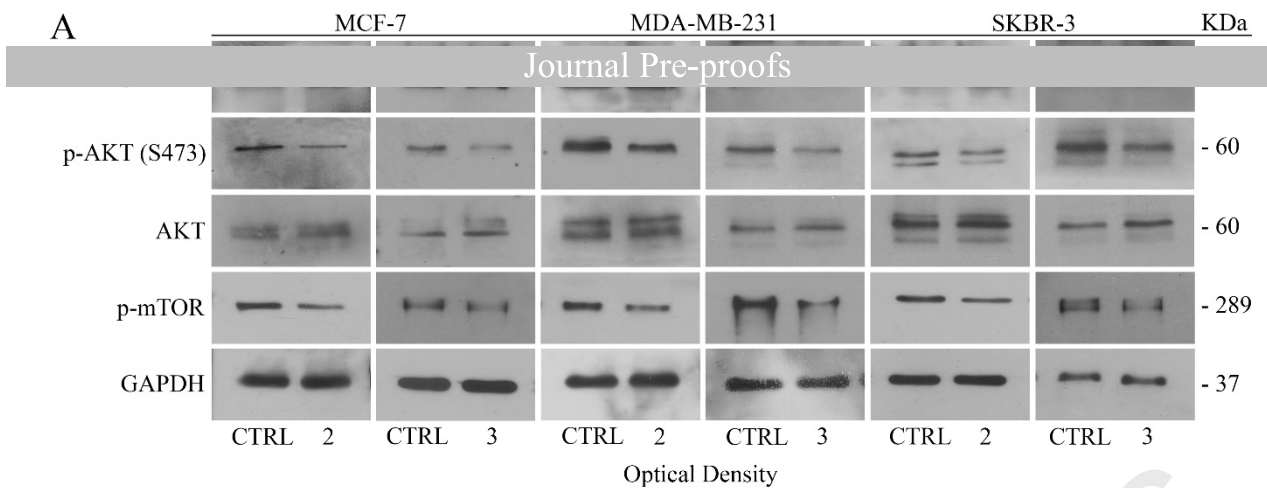 A
MCF-7 MDA-MB-231 SKBR-3 KDa
Journal Pre-proofs
p-AKT (S473) - 60
AKT - 60
p-mTOR - 289
GAPDH - 37
CTRL 2 CTRL 3 CTRL 2 CTRL 3 CTRL 2 CTRL 3
Optical Density